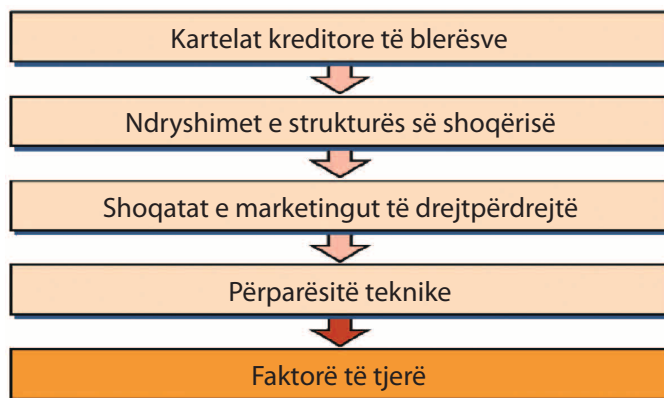 Kartelat kreditore të blerësve
Ndryshimet e strukturës së shoqërisë
Shoqatat e marketingut të drejtpërdrejtë
Përparësitë teknike
Faktorë të tjerë